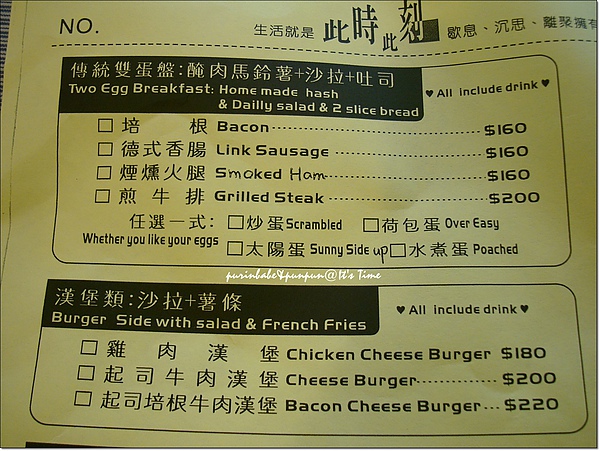 NO.
生活就是 此時此刻 歇息、沉思、離聚擁有
傳統雙蛋盤:醃肉馬鈴薯+沙拉+吐司
Two Egg Breakfast: Home made hash
& Dailly salad & 2 slice bread
♥ All include drink ♥
□ 培 根 Bacon $160
□ 德式香腸 Link Sausage $160
□ 煙燻火腿 Smoked Ham $160
□ 煎牛排 Grilled Steak $200
任選一式: □炒蛋 Scrambled □荷包蛋 Over Easy
Whether you like your eggs
□太陽蛋 Sunny Side up □水煮蛋 Poached
purinbabe&punpun@It's Time
漢堡類:沙拉+薯條
Burger Side with salad & French Fries
♥ All include drink ♥
□ 雞肉漢堡 Chicken Cheese Burger $180
□ 起司牛肉漢堡 Cheese Burger $200
□ 起司培根牛肉漢堡 Bacon Cheese Burger $220